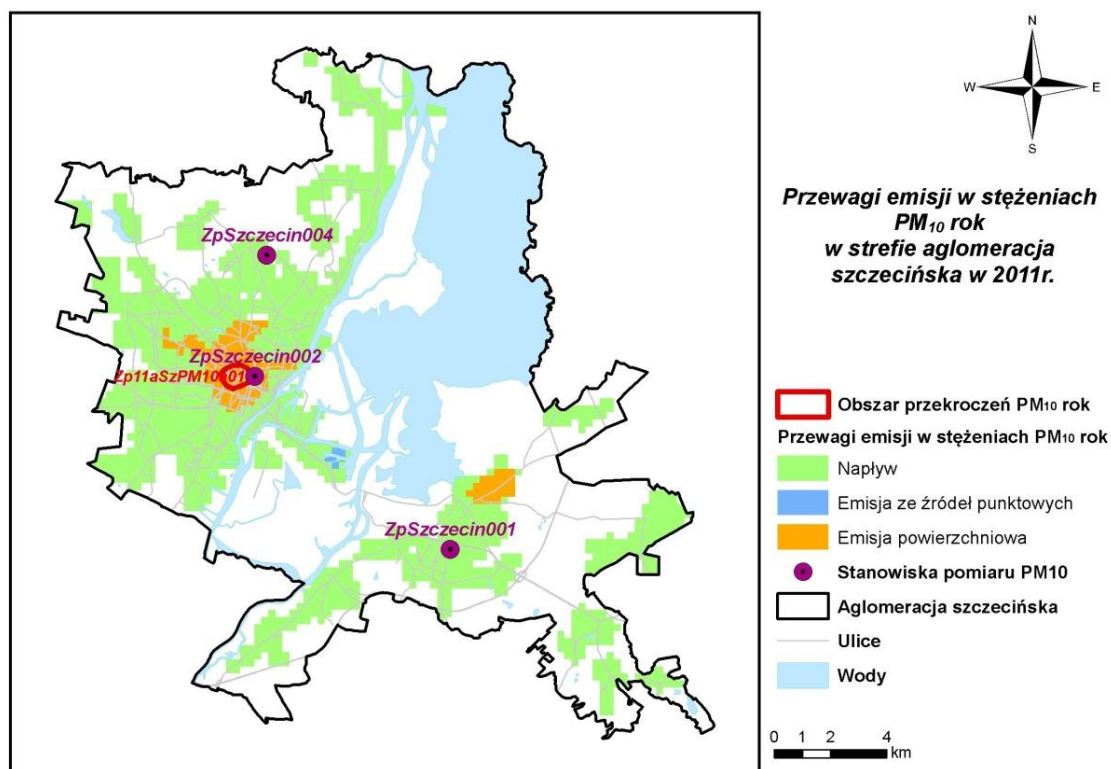 N
W E
S
Przewagi emisji w stężeniach
PM₁₀ rok
w strefie aglomeracja
szczecińska w 2011r.
ZpSzczecin004
ZpSzczecin002
Zp11aSzPM10a01
ZpSzczecin001
Obszar przekroczeń PM₁₀ rok
Przewagi emisji w stężeniach PM₁₀ rok
Napływ
Emisja ze źródeł punktowych
Emisja powierzchniowa
Stanowiska pomiaru PM10
Aglomeracja szczecińska
Ulice
Wody
0 1 2 4
km